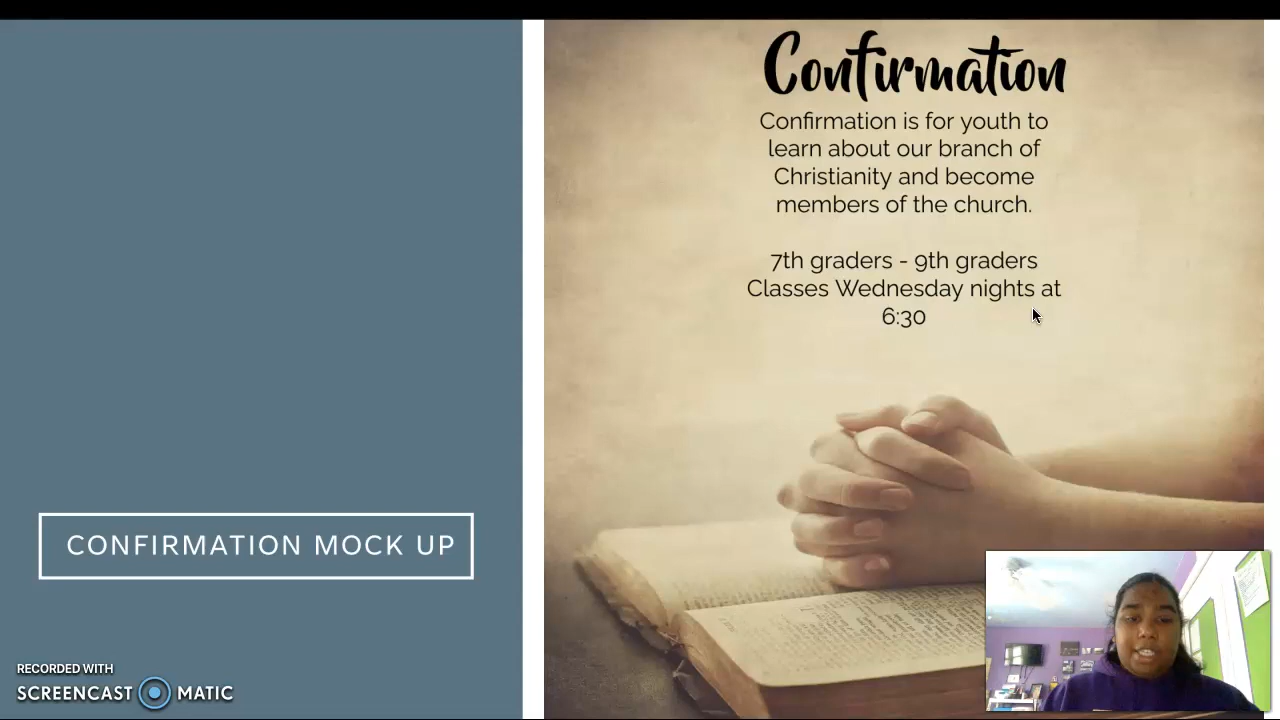 Confirmation
Confirmation is for youth to
learn about our branch of
Christianity and become
members of the church.
7th graders - 9th graders
Classes Wednesday nights at
6:30
CONFIRMATION MOCK UP
RECORDED WITH
SCREENCAST MATIC